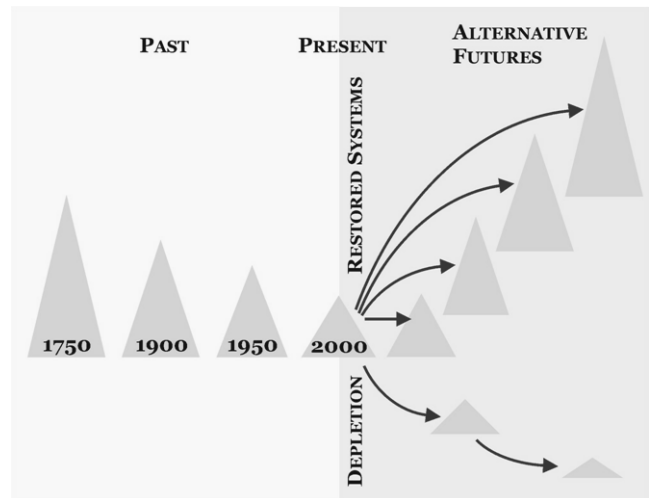 PAST
PRESENT
ALTERNATIVE
FUTURES
RESTORED SYSTEMS
1750
1900
1950
2000
DEPLETION